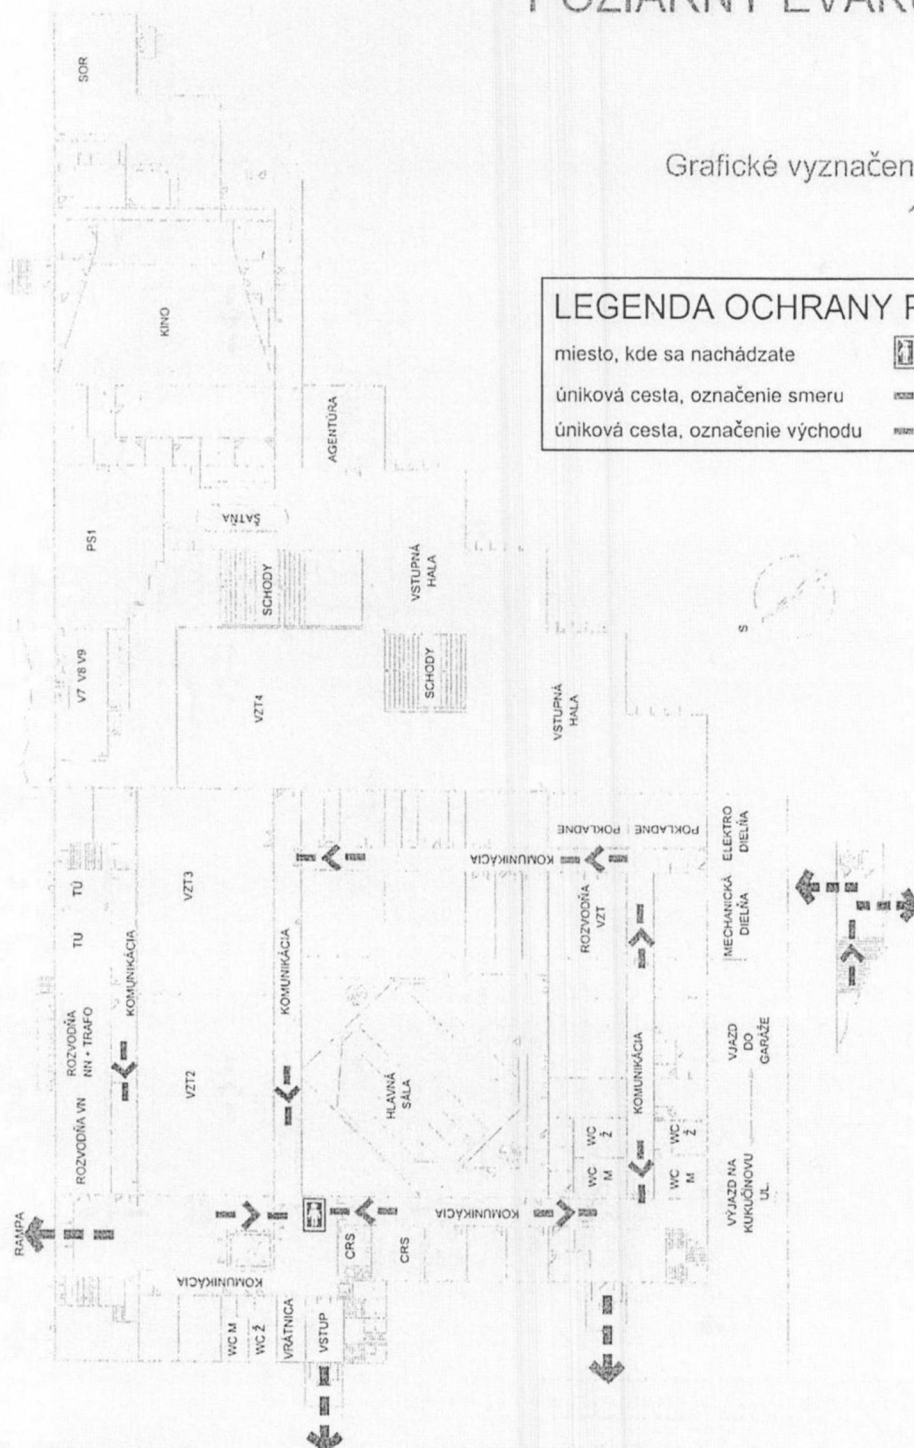 POŽIARNY
Grafické
LEGENDA OCHRANY
miesto, kde sa nachádzate
úniková cesta, označenie smeru
úniková cesta, označenie východu
SOR
KINO
AGENTÚRA
PS1
ŠATŇA
SCHODY
VSTUPNÁ
HALA
V7 V8 V9
VZT4
SCHODY
VSTUPNÁ
HALA
S
TÚ
TU
VZT3
KOMUNIKÁCIA
KOMUNIKÁCIA
KOMUNIKÁCIA
POKLADNE
POKLADNE
ELEKTRO
DIELŇA
ROZVODŇA
VZT
MECHANICKÁ
DIELŇA
ROZVODŇA
NN + TRAFO
VZT2
HLAVNÁ
SÁLA
KOMUNIKÁCIA
VJAZD
DO
GARÁŽE
ROZVODŇA VN
WC
Ž
WC
Ž
WC
M
WC
M
VÝJAZD NA
KUKUČÍNOVU
UL.
RAMPA
KOMUNIKÁCIA
CRS
CRS
KOMUNIKÁCIA
WC M
WC Ž
VRÁTNICA
VSTUP